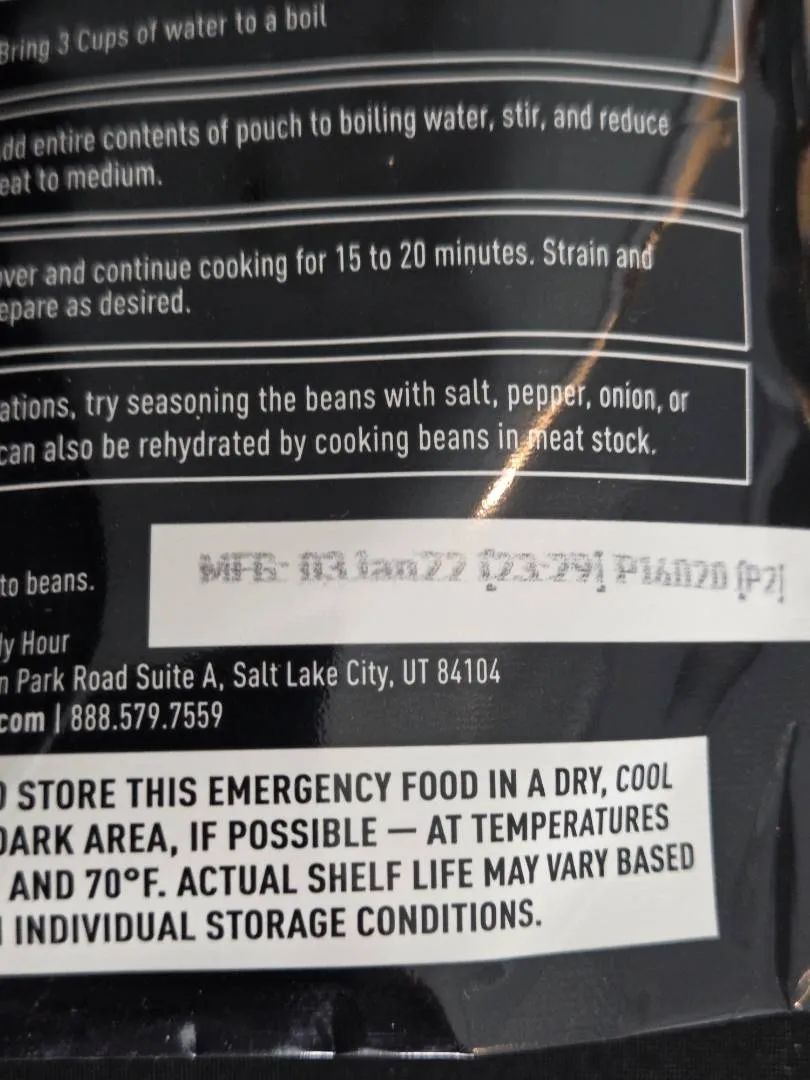 Bring 3 Cups of water to a boil
dd entire contents of pouch to boiling water, stir, and reduce
eat to medium.
over and continue cooking for 15 to 20 minutes. Strain and
epare as desired.
ations, try seasoning the beans with salt, pepper, onion, or
can also be rehydrated by cooking beans in meat stock.
MFG: 03 Jan22 [23:29] P16020 (P2)
to beans.
ly Hour
n Park Road Suite A, Salt Lake City, UT 84104
com | 888.579.7559
O STORE THIS EMERGENCY FOOD IN A DRY, COOL
DARK AREA, IF POSSIBLE — AT TEMPERATURES
AND 70°F. ACTUAL SHELF LIFE MAY VARY BASED
INDIVIDUAL STORAGE CONDITIONS.